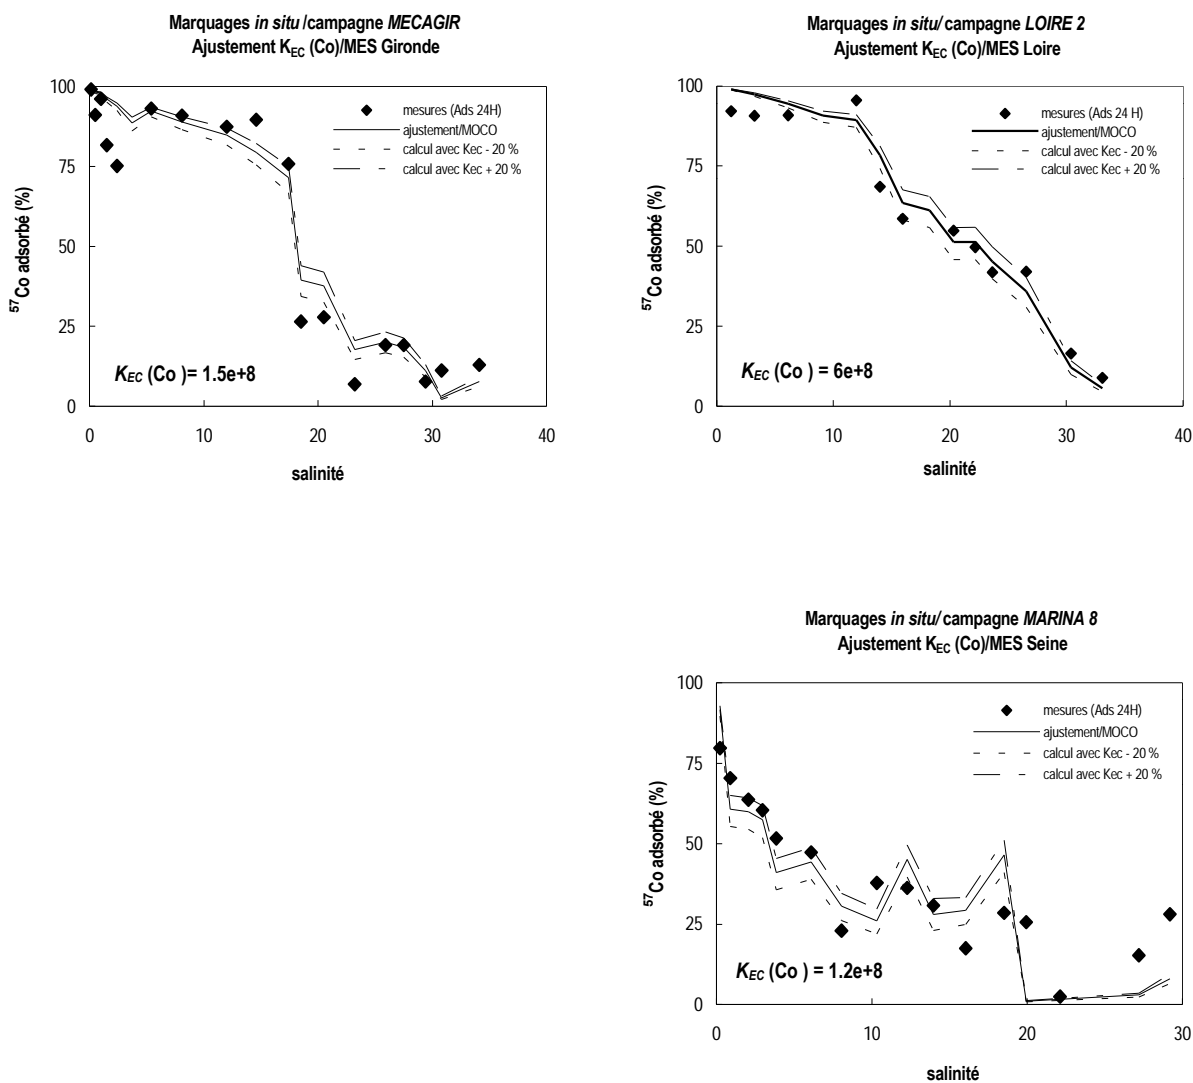 Marquages in situ/campagne MECAGIR
Ajustement KEC (Co)/MES Gironde
100
75
50
25
0
57Co adsorbé (%)
mesures (Ads 24H)
ajustement/MOCO
calcul avec Kec - 20 %
calcul avec Kec + 20 %
KEC (Co ) = 1.5e+8
0 10 20 30 40
salinité
Marquages in situ/ campagne LOIRE 2
Ajustement KEC (Co)/MES Loire
100
75
50
25
0
57Co adsorbé (%)
mesures (Ads 24 H)
ajustement/MOCO
calcul avec Kec - 20 %
calcul avec Kec + 20 %
KEC (Co ) = 6e+8
0 10 20 30 40
salinité
Marquages in situ/ campagne MARINA 8
Ajustement KEC (Co)/MES Seine
100
75
50
25
0
57Co adsorbé (%)
mesures (Ads 24H)
ajustement/MOCO
calcul avec Kec - 20 %
calcul avec Kec + 20 %
KEC (Co ) = 1.2e+8
0 10 20 30
salinité